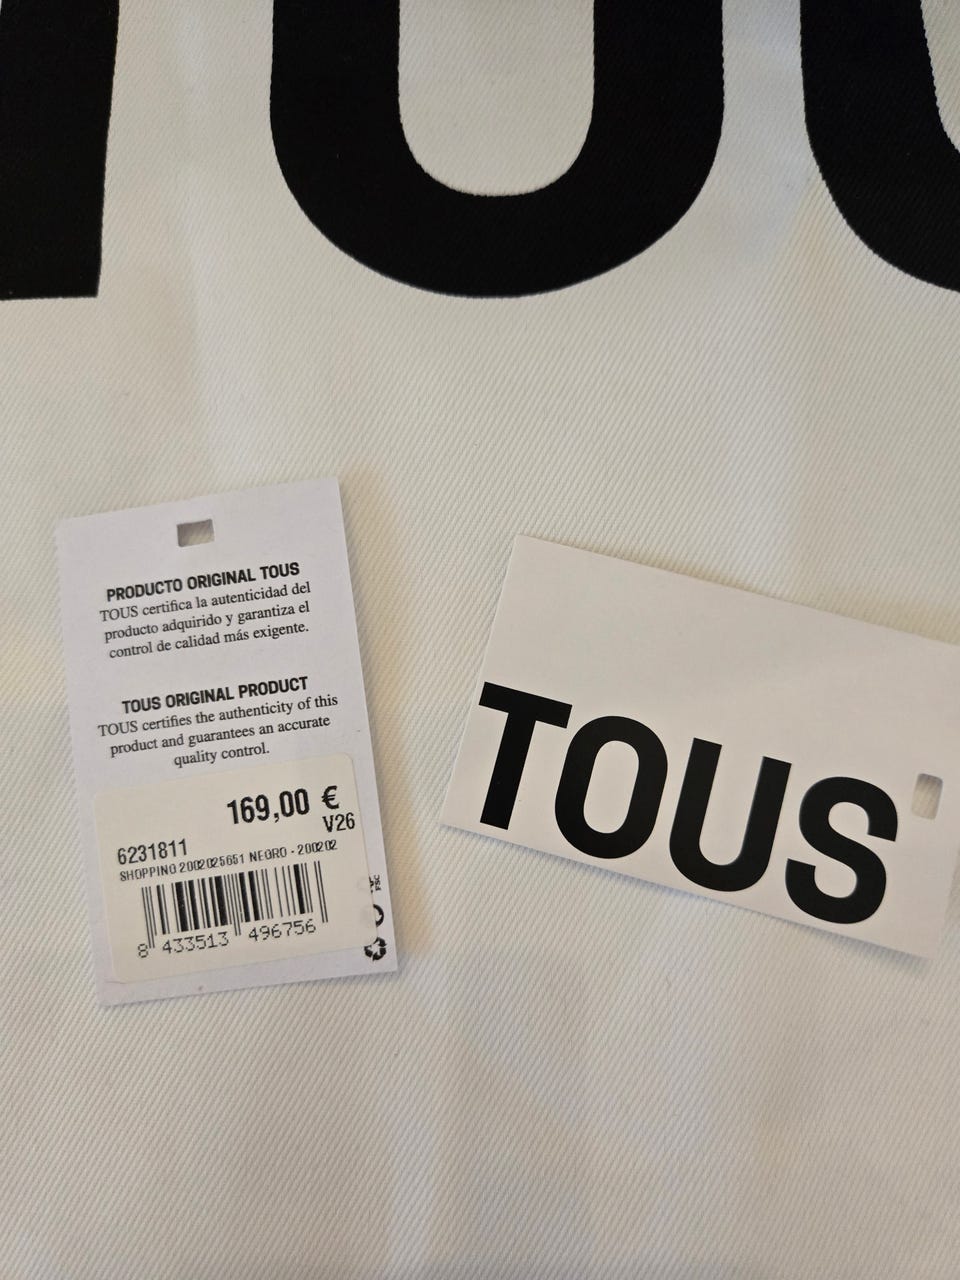 TOU
PRODUCTO ORIGINAL TOUS
TOUS certifica la autenticidad del
producto adquirido y garantiza el
control de calidad más exigente.
TOUS ORIGINAL PRODUCT
TOUS certifies the authenticity of this
product and guarantees an accurate
quality control.
169,00 €
V26
6231811
SHOPPING 2002025651 NEGRO - 200202
8 433513 496756
FSC
TOUS